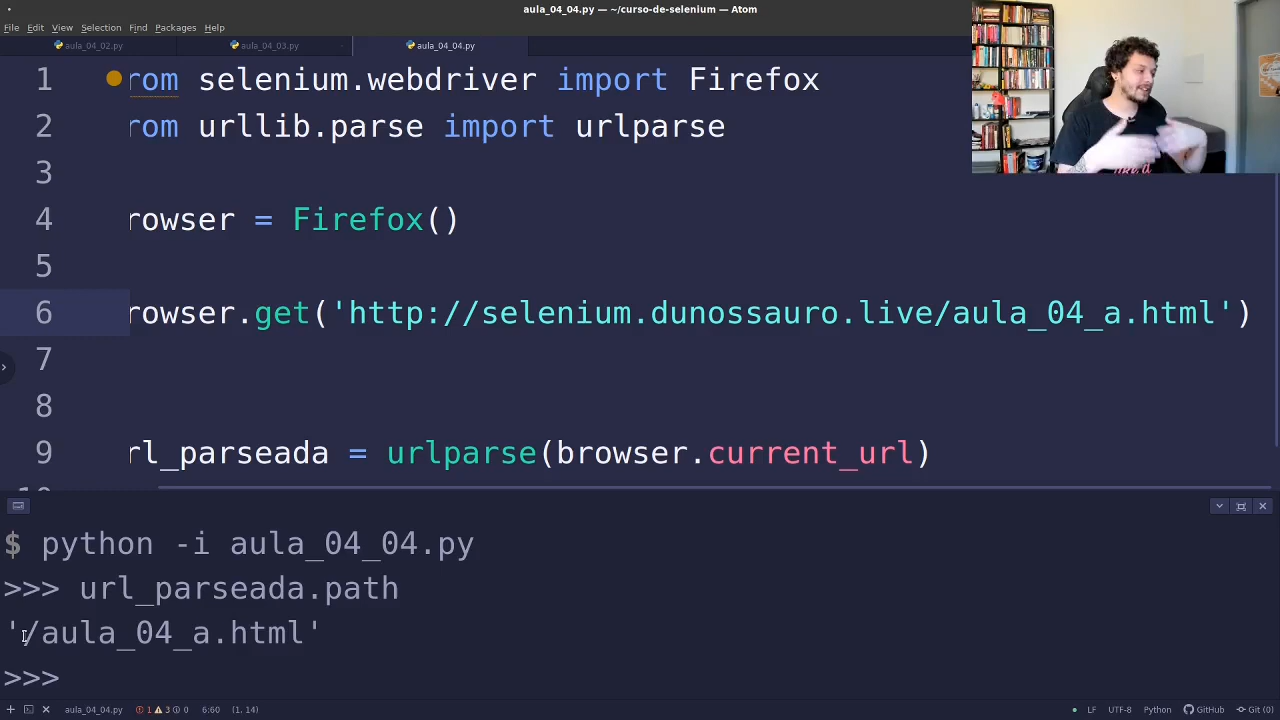 aula_04_04.py — ~/curso-de-selenium — Atom
File Edit View Selection Find Packages Help
aula_04_02.py aula_04_03.py aula_04_04.py
1 rom selenium.webdriver import Firefox
2 rom urllib.parse import urlparse
3
4 rowser = Firefox()
5
6 rowser.get('http://selenium.dunossauro.live/aula_04_a.html')
7
8
9 rl_parseada = urlparse(browser.current_url)
$ python -i aula_04_04.py
>>> url_parseada.path
'/aula_04_a.html'
>>>
aula_04_04.py 1 3 0 6:60 (1, 14) LF UTF-8 Python GitHub Git (0)